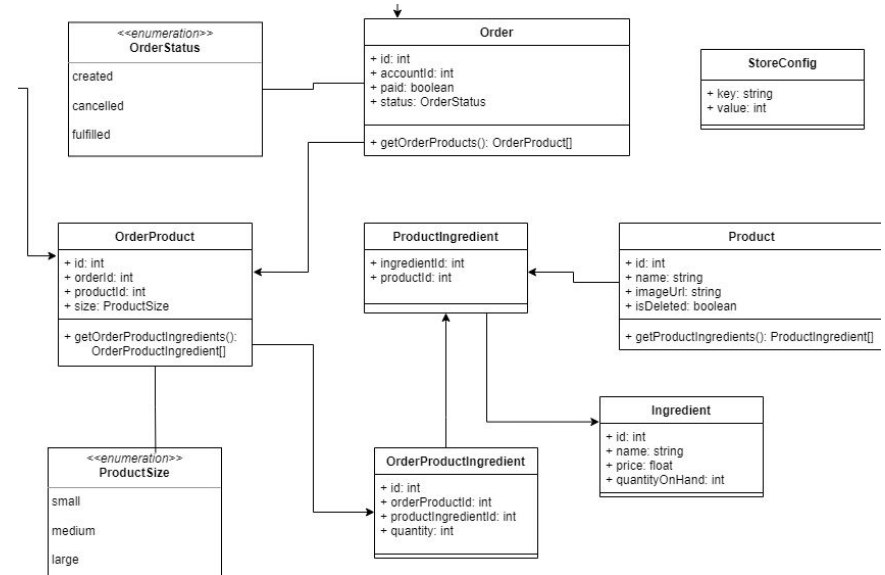 <<enumeration>>
OrderStatus
created
cancelled
fulfilled
Order
+ id: int
+ accountId: int
+ paid: boolean
+ status: OrderStatus
+ getOrderProducts(): OrderProduct[]
StoreConfig
+ key: string
+ value: int
OrderProduct
+ id: int
+ orderId: int
+ productId: int
+ size: ProductSize
+ getOrderProductIngredients():
OrderProductIngredient[]
ProductIngredient
+ ingredientId: int
+ productId: int
Product
+ id: int
+ name: string
+ imageUrl: string
+ isDeleted: boolean
+ getProductIngredients(): ProductIngredient[]
Ingredient
+ id: int
+ name: string
+ price: float
+ quantityOnHand: int
<<enumeration>>
ProductSize
small
medium
large
OrderProductIngredient
+ id: int
+ orderProductId: int
+ productIngredientId: int
+ quantity: int